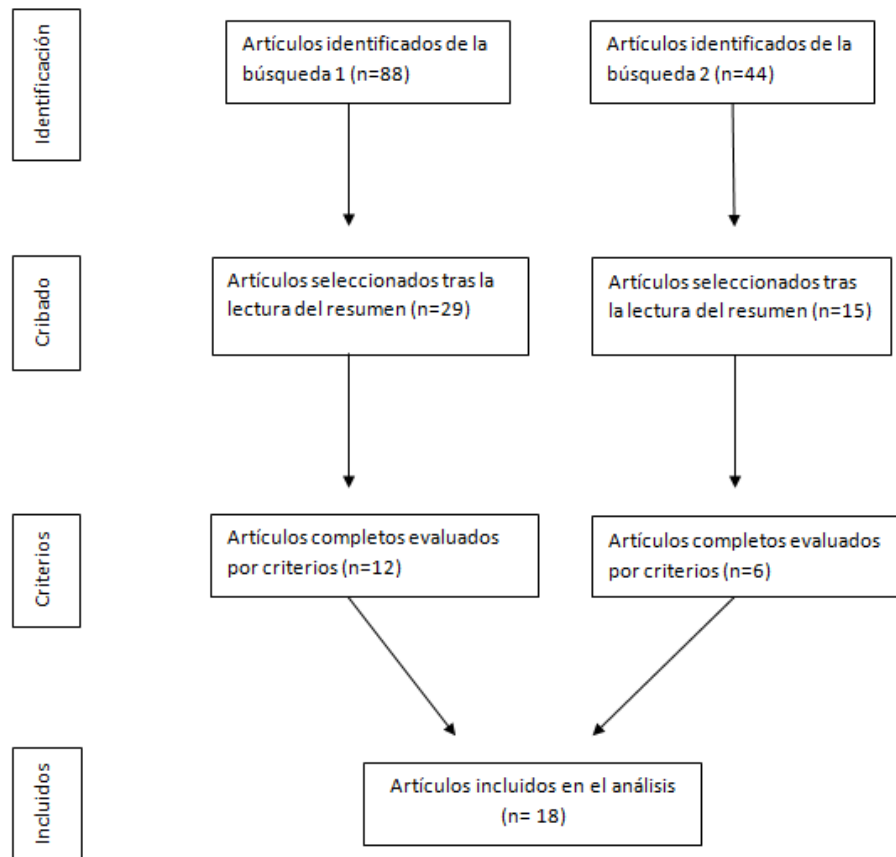 Identificación
Artículos identificados de la
búsqueda 1 (n=88)
Artículos identificados de la
búsqueda 2 (n=44)
Cribado
Artículos seleccionados tras la
lectura del resumen (n=29)
Artículos seleccionados tras
la lectura del resumen (n=15)
Criterios
Artículos completos evaluados
por criterios (n=12)
Artículos completos evaluados
por criterios (n=6)
Incluidos
Artículos incluidos en el análisis
(n= 18)